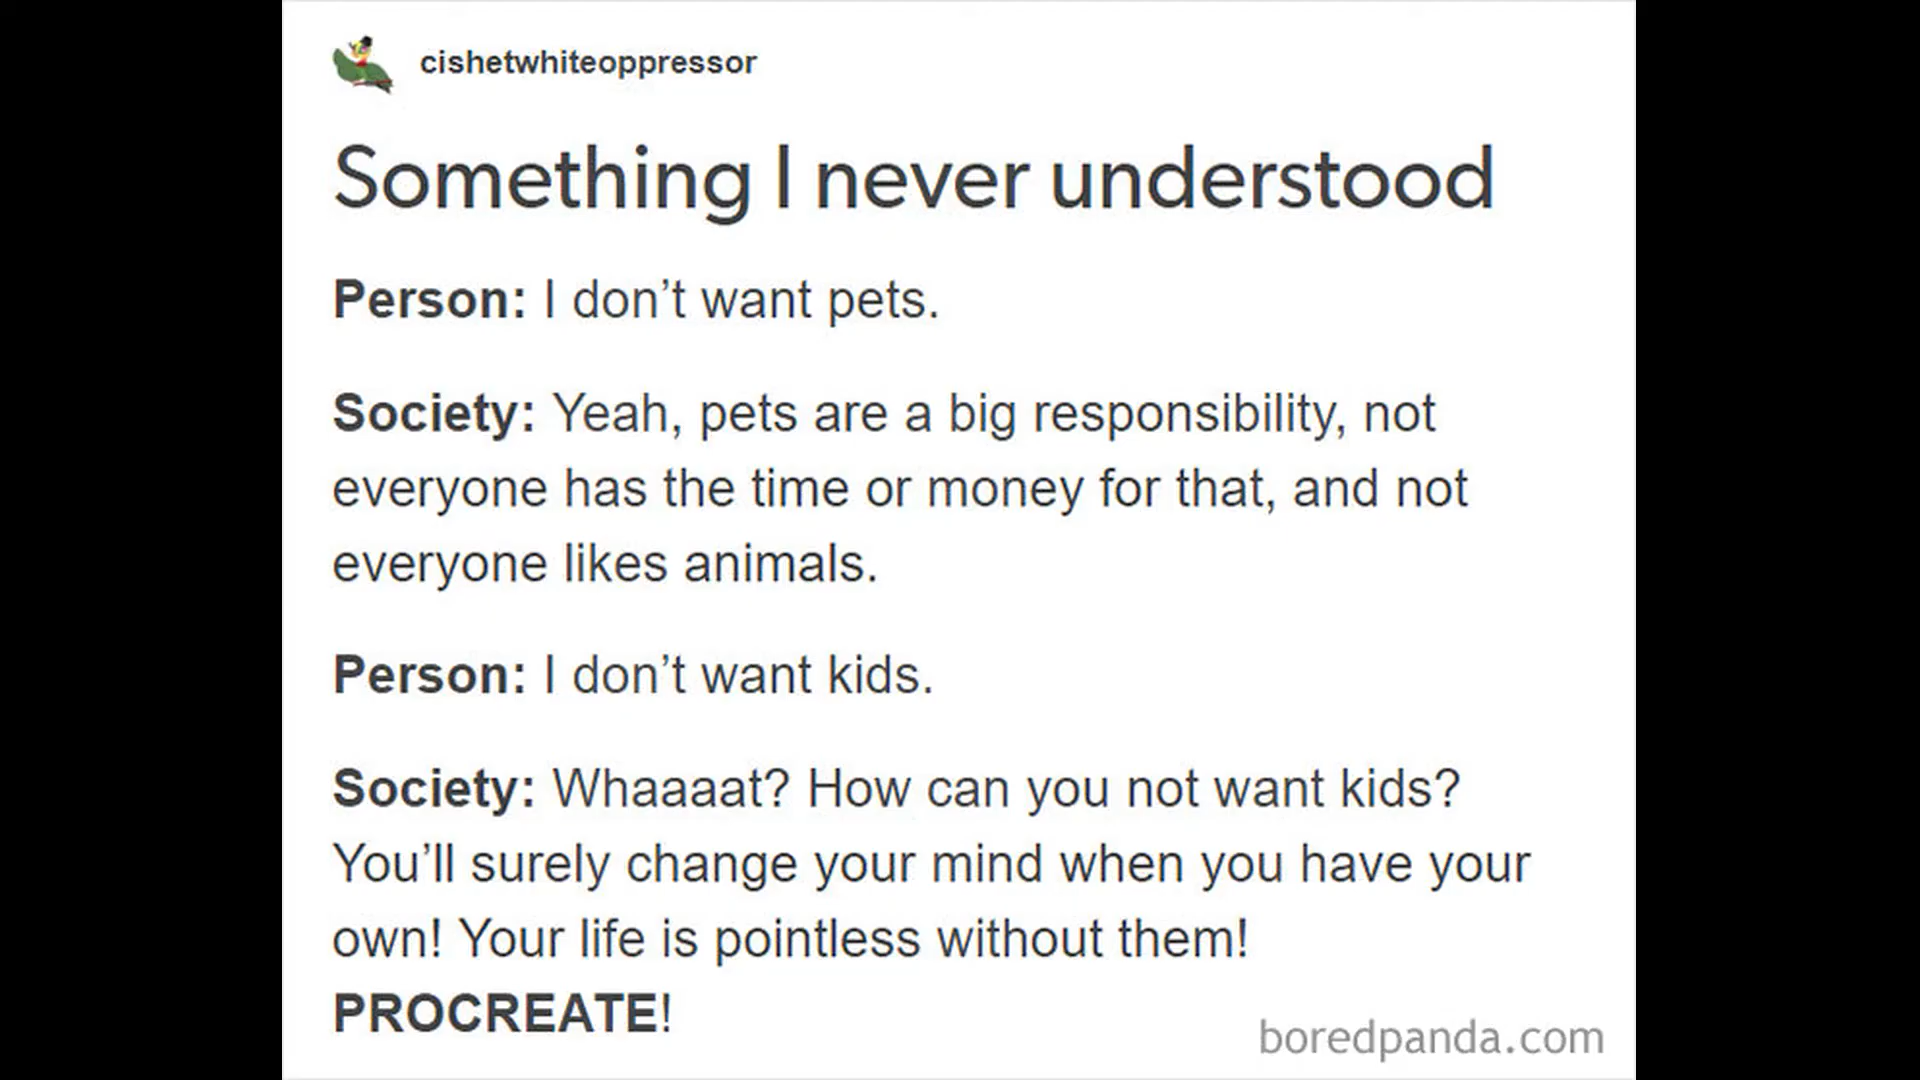 cishetwhiteoppressor
Something I never understood
Person: I don’t want pets.
Society: Yeah, pets are a big responsibility, not
everyone has the time or money for that, and not
everyone likes animals.
Person: I don’t want kids.
Society: Whaaaat? How can you not want kids?
You’ll surely change your mind when you have your
own! Your life is pointless without them!
PROCREATE!
boredpanda.com